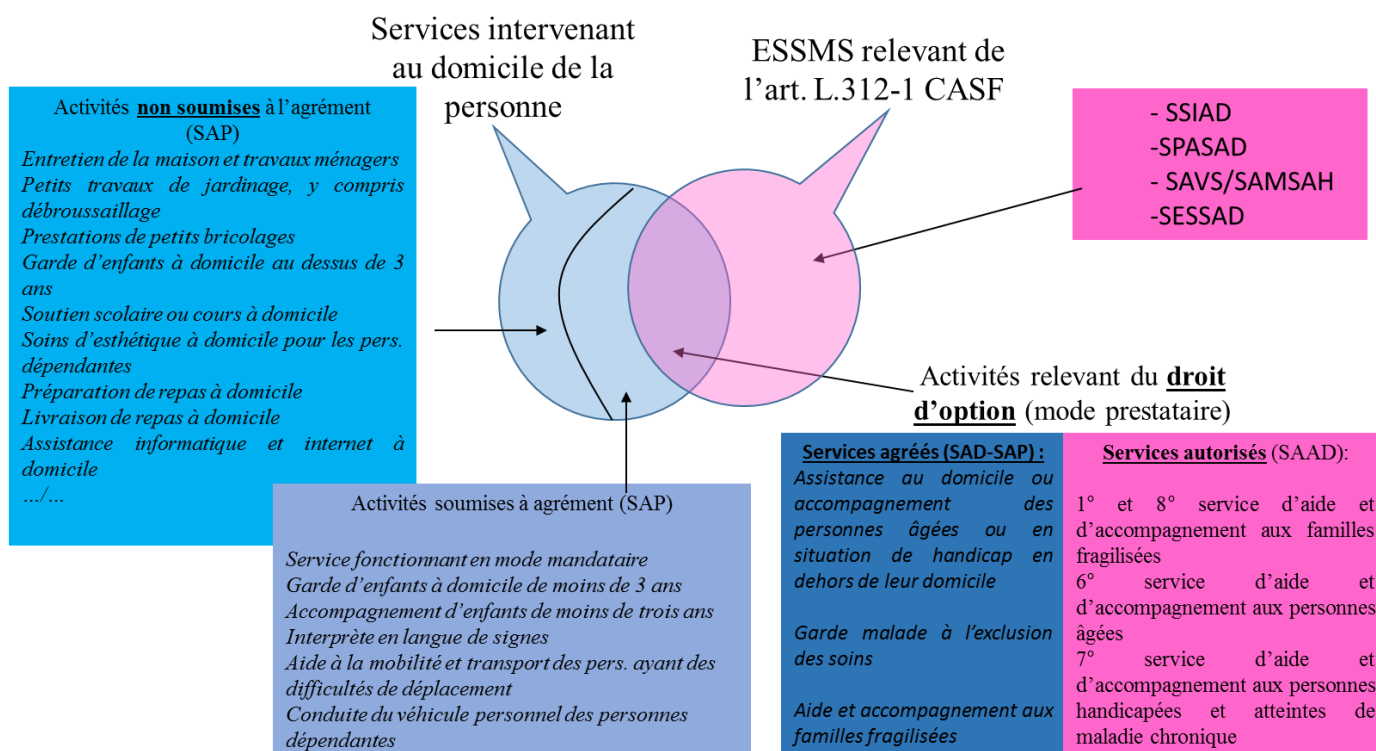 Services intervenant
au domicile de la
personne
ESSMS relevant de
l'art. L.312-1 CASF
Activités non soumises à l'agrément
(SAP)
Entretien de la maison et travaux ménagers
Petits travaux de jardinage, y compris
débroussaillage
Prestations de petits bricolages
Garde d'enfants à domicile au dessus de 3
ans
Soutien scolaire ou cours à domicile
Soins d'esthétique à domicile pour les pers.
dépendantes
Préparation de repas à domicile
Livraison de repas à domicile
Assistance informatique et internet à
domicile
…/…
- SSIAD
-SPASAD
- SAVS/SAMSAH
-SESSAD
Activités relevant du droit
d'option (mode prestataire)
Activités soumises à agrément (SAP)
Service fonctionnant en mode mandataire
Garde d'enfants à domicile de moins de 3 ans
Accompagnement d'enfants de moins de trois ans
Interprète en langue de signes
Aide à la mobilité et transport des pers. ayant des
difficultés de déplacement
Conduite du véhicule personnel des personnes
dépendantes
Services agréés (SAD-SAP) :
Assistance au domicile ou
accompagnement des
personnes âgées ou en
situation de handicap en
dehors de leur domicile
Garde malade à l'exclusion
des soins
Aide et accompagnement aux
familles fragilisées
Services autorisés (SAAD):
1° et 8° service d'aide et
d'accompagnement aux familles
fragilisées
6° service d'aide et
d'accompagnement aux personnes
âgées
7° service d'aide et
d'accompagnement aux personnes
handicapées et atteintes de
maladie chronique